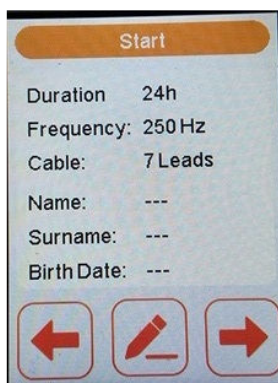 Start
Duration 24h
Frequency: 250 Hz
Cable: 7 Leads
Name: ---
Surname: ---
Birth Date: ---